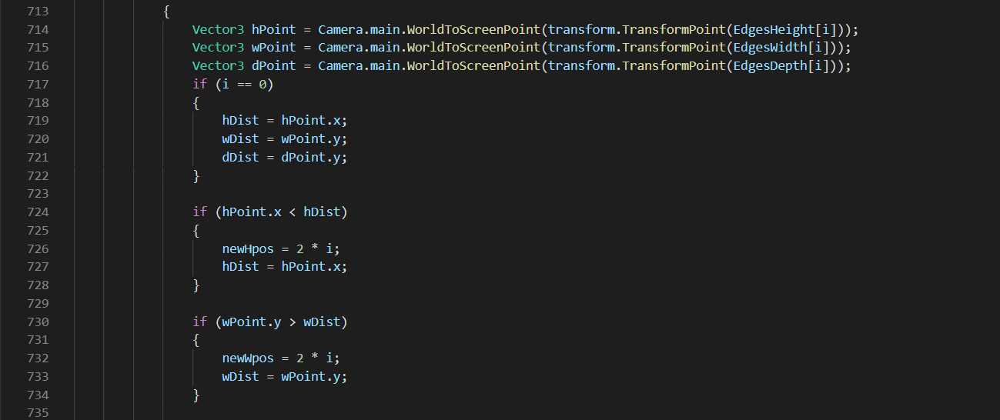 713 {
714 Vector3 hPoint = Camera.main.WorldToScreenPoint(transform.TransformPoint(EdgesHeight[i]));
715 Vector3 wPoint = Camera.main.WorldToScreenPoint(transform.TransformPoint(EdgesWidth[i]));
716 Vector3 dPoint = Camera.main.WorldToScreenPoint(transform.TransformPoint(EdgesDepth[i]));
717 if (i == 0)
718 {
719 hDist = hPoint.x;
720 wDist = wPoint.y;
721 dDist = dPoint.y;
722 }
723
724 if (hPoint.x < hDist)
725 {
726 newHpos = 2 * i;
727 hDist = hPoint.x;
728 }
729
730 if (wPoint.y > wDist)
731 {
732 newWpos = 2 * i;
733 wDist = wPoint.y;
734 }
735